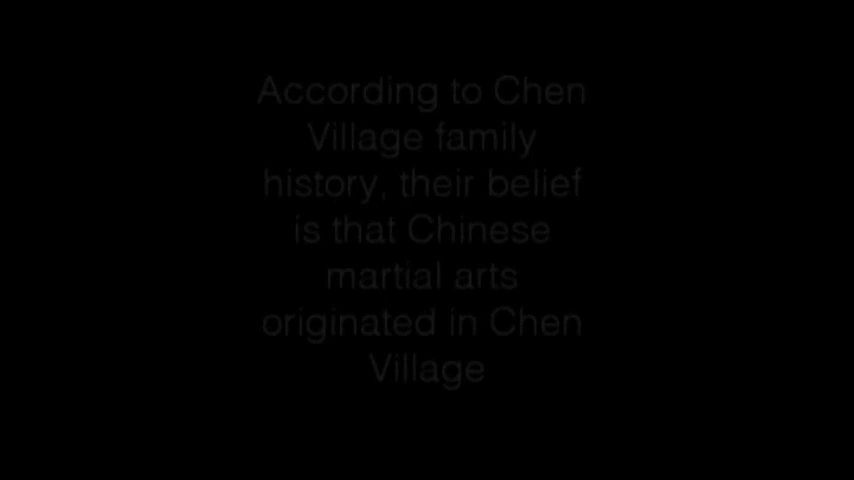 According to Chen
Village family
history, their belief
is that Chinese
martial arts
originated in Chen
Village